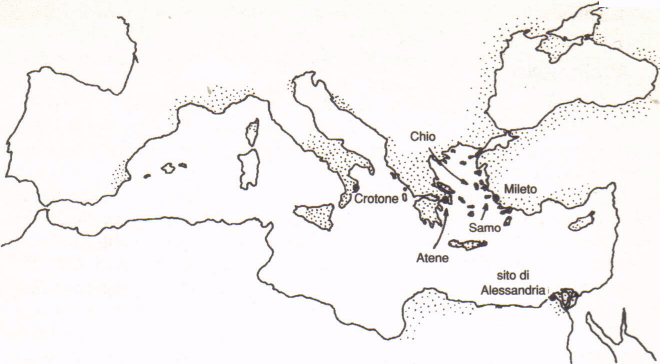 Chio
Crotone
Mileto
Samo
Atene
sito di
Alessandria